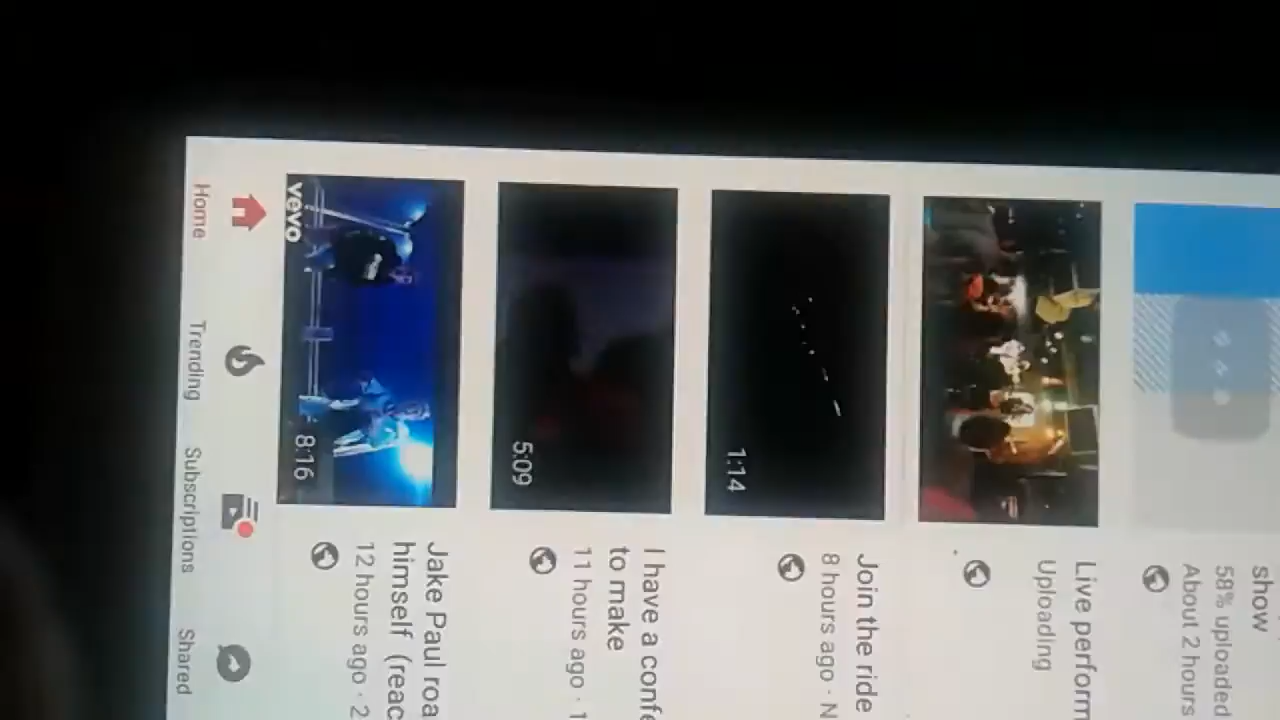 show
58% uploaded
About 2 hours
Live perform
Uploading
Join the ride
8 hours ago · N
1:14
I have a confe
to make
11 hours ago · 1
5:09
Jake Paul roa
himself (reac
12 hours ago · 2
vevo
8:16
Home
Trending
Subscriptions
Shared